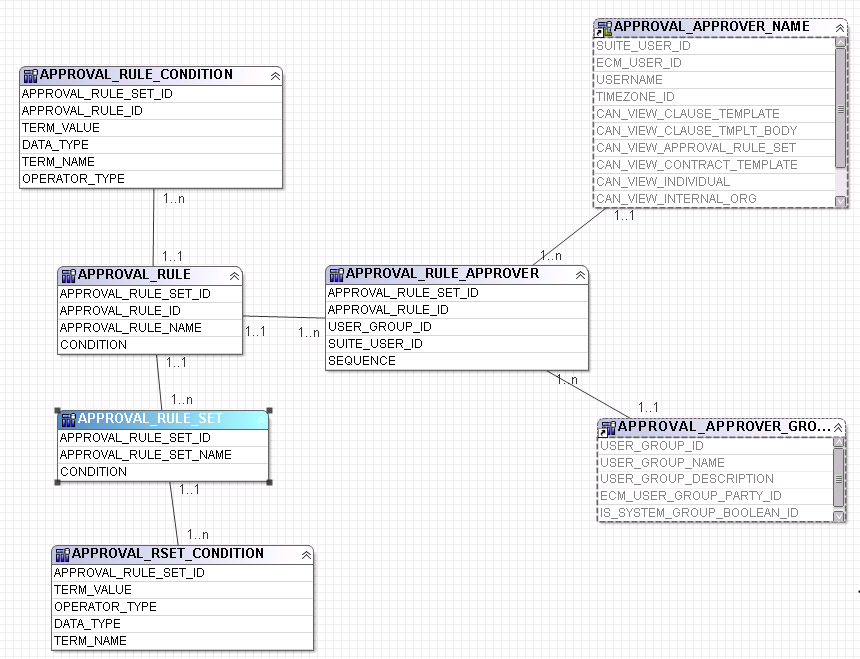 APPROVAL_APPROVER_NAME
SUITE_USER_ID
ECM_USER_ID
USERNAME
TIMEZONE_ID
CAN_VIEW_CLAUSE_TEMPLATE
CAN_VIEW_CLAUSE_TMPLT_BODY
CAN_VIEW_APPROVAL_RULE_SET
CAN_VIEW_CONTRACT_TEMPLATE
CAN_VIEW_INDIVIDUAL
CAN_VIEW_INTERNAL_ORG
1..1
APPROVAL_RULE_CONDITION
APPROVAL_RULE_SET_ID
APPROVAL_RULE_ID
TERM_VALUE
DATA_TYPE
TERM_NAME
OPERATOR_TYPE
1..n
1..1
APPROVAL_RULE
APPROVAL_RULE_SET_ID
APPROVAL_RULE_ID
APPROVAL_RULE_NAME
CONDITION
1..1
1..n
1..n
APPROVAL_RULE_APPROVER
APPROVAL_RULE_SET_ID
APPROVAL_RULE_ID
USER_GROUP_ID
SUITE_USER_ID
SEQUENCE
1..n
1..1
1..1
1..n
APPROVAL_RULE_SET
APPROVAL_RULE_SET_ID
APPROVAL_RULE_SET_NAME
CONDITION
APPROVAL_APPROVER_GRO...
USER_GROUP_ID
USER_GROUP_NAME
USER_GROUP_DESCRIPTION
ECM_USER_GROUP_PARTY_ID
IS_SYSTEM_GROUP_BOOLEAN_ID
1..1
1..n
APPROVAL_RSET_CONDITION
APPROVAL_RULE_SET_ID
TERM_VALUE
OPERATOR_TYPE
DATA_TYPE
TERM_NAME